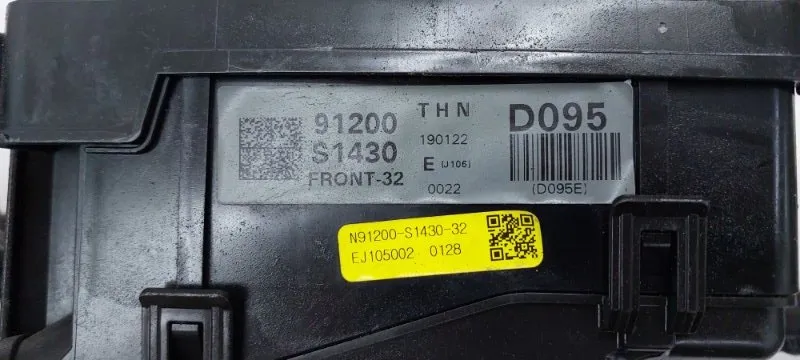 91200
S1430
FRONT-32
THN
190122
E (J106)
0022
D095
(D095E)
N91200-S1430-32
EJ105002 0128